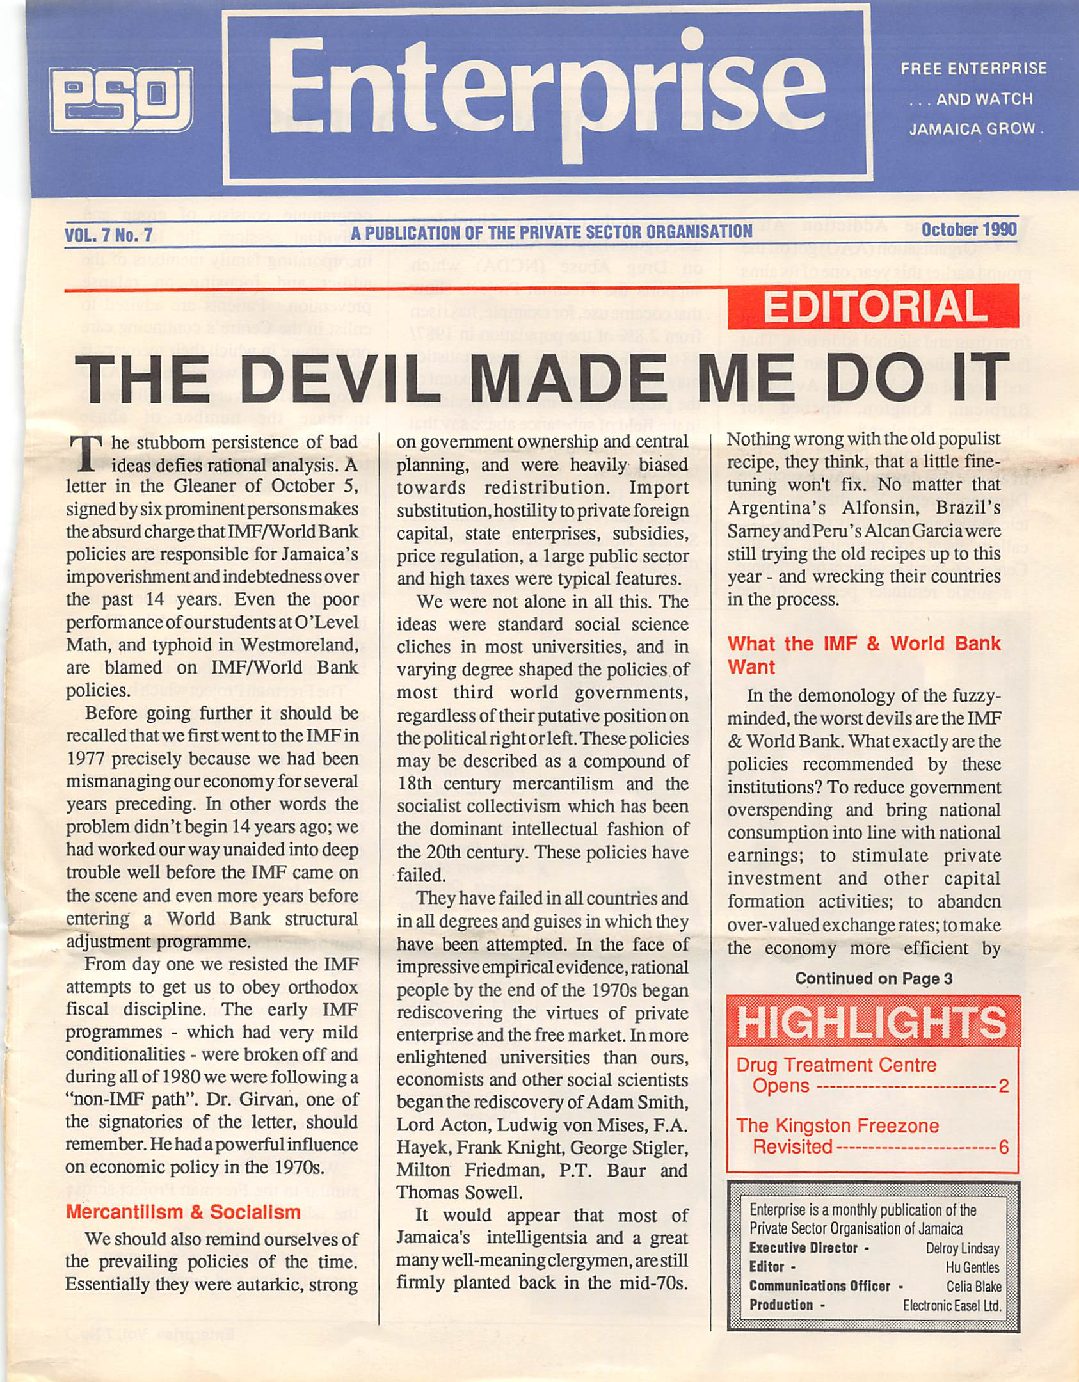 PSOJ
Enterprise
FREE ENTERPRISE
... AND WATCH
JAMAICA GROW.
VOL. 7 No. 7 A PUBLICATION OF THE PRIVATE SECTOR ORGANISATION October 1990
EDITORIAL
THE DEVIL MADE ME DO IT
The stubborn persistence of bad
ideas defies rational analysis. A
letter in the Gleaner of October 5,
signed by six prominent persons makes
the absurd charge that IMF/World Bank
policies are responsible for Jamaica's
impoverishment and indebtedness over
the past 14 years. Even the poor
performance of our students at O'Level
Math, and typhoid in Westmoreland,
are blamed on IMF/World Bank
policies.
Before going further it should be
recalled that we first went to the IMF in
1977 precisely because we had been
mismanaging our economy for several
years preceding. In other words the
problem didn't begin 14 years ago; we
had worked our way unaided into deep
trouble well before the IMF came on
the scene and even more years before
entering a World Bank structural
adjustment programme.
From day one we resisted the IMF
attempts to get us to obey orthodox
fiscal discipline. The early IMF
programmes - which had very mild
conditionalities - were broken off and
during all of 1980 we were following a
"non-IMF path". Dr. Girvan, one of
the signatories of the letter, should
remember. He had a powerful influence
on economic policy in the 1970s.
Mercantilism & Socialism
We should also remind ourselves of
the prevailing policies of the time.
Essentially they were autarkic, strong
on government ownership and central
planning, and were heavily biased
towards redistribution. Import
substitution, hostility to private foreign
capital, state enterprises, subsidies,
price regulation, a large public sector
and high taxes were typical features.
We were not alone in all this. The
ideas were standard social science
cliches in most universities, and in
varying degree shaped the policies of
most third world governments,
regardless of their putative position on
the political right or left. These policies
may be described as a compound of
18th century mercantilism and the
socialist collectivism which has been
the dominant intellectual fashion of
the 20th century. These policies have
failed.
They have failed in all countries and
in all degrees and guises in which they
have been attempted. In the face of
impressive empirical evidence, rational
people by the end of the 1970s began
rediscovering the virtues of private
enterprise and the free market. In more
enlightened universities than ours,
economists and other social scientists
began the rediscovery of Adam Smith,
Lord Acton, Ludwig von Mises, F.A.
Hayek, Frank Knight, George Stigler,
Milton Friedman, P.T. Baur and
Thomas Sowell.
It would appear that most of
Jamaica's intelligentsia and a great
many well-meaning clergymen, are still
firmly planted back in the mid-70s.
Nothing wrong with the old populist
recipe, they think, that a little fine-
tuning won't fix. No matter that
Argentina's Alfonsin, Brazil's
Sarney and Peru's Alcan Garcia were
still trying the old recipes up to this
year - and wrecking their countries
in the process.
What the IMF & World Bank
Want
In the demonology of the fuzzy-
minded, the worst devils are the IMF
& World Bank. What exactly are the
policies recommended by these
institutions? To reduce government
overspending and bring national
consumption into line with national
earnings; to stimulate private
investment and other capital
formation activities; to abandcn
over-valued exchange rates; to make
the economy more efficient by
Continued on Page 3
HIGHLIGHTS
Drug Treatment Centre
Opens --------------------------- 2
The Kingston Freezone
Revisited ------------------------ 6
Enterprise is a monthly publication of the
Private Sector Organisation of Jamaica
Executive Director - Delroy Lindsay
Editor - Hu Gentles
Communications Officer - Celia Blake
Production - Electronic Easel Ltd.